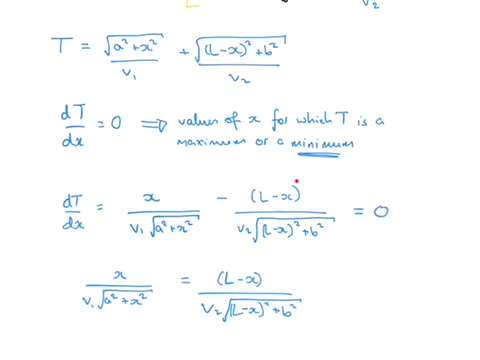 V₂
T = √(a² + x²) / V₁ + √((L-x)² + b²) / V₂
dT/dx = 0 ⟹ values of x for which T is a
maximum or a minimum
dT/dx = x / (V₁ √(a² + x²)) - (L-x) / (V₂ √((L-x)² + b²)) = 0
x / (V₁ √(a² + x²)) = (L-x) / (V₂ √((L-x)² + b²))